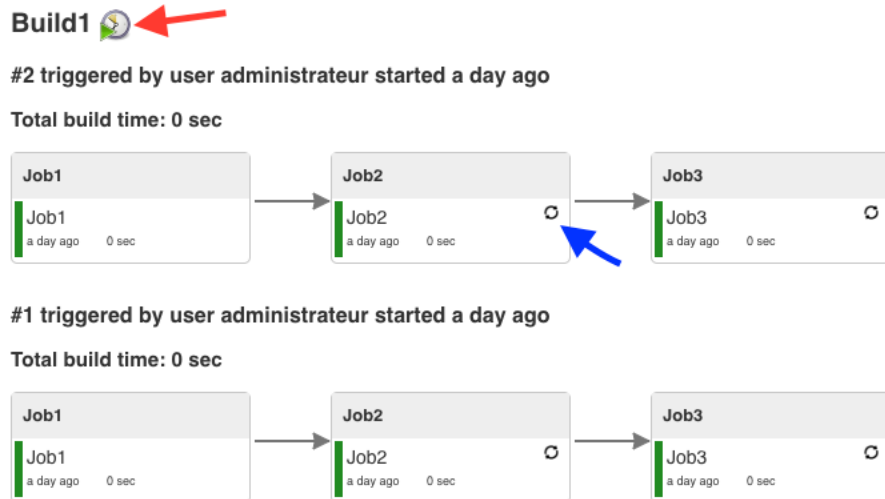 Build1
#2 triggered by user administrateur started a day ago
Total build time: 0 sec
Job1 Job2 Job3
Job1 Job2 Job3
a day ago 0 sec a day ago 0 sec a day ago 0 sec
#1 triggered by user administrateur started a day ago
Total build time: 0 sec
Job1 Job2 Job3
Job1 Job2 Job3
a day ago 0 sec a day ago 0 sec a day ago 0 sec